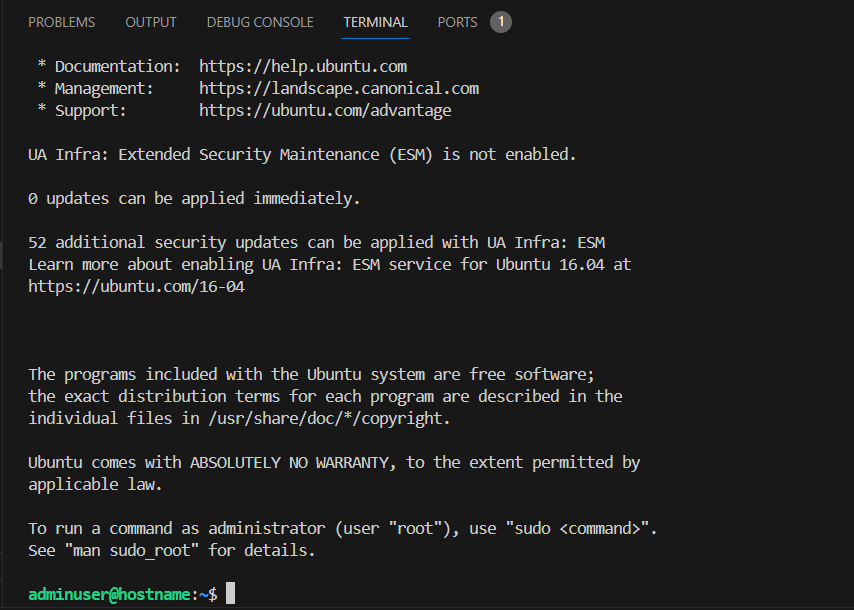 PROBLEMS OUTPUT DEBUG CONSOLE TERMINAL PORTS 1
* Documentation: https://help.ubuntu.com
* Management: https://landscape.canonical.com
* Support: https://ubuntu.com/advantage
UA Infra: Extended Security Maintenance (ESM) is not enabled.
0 updates can be applied immediately.
52 additional security updates can be applied with UA Infra: ESM
Learn more about enabling UA Infra: ESM service for Ubuntu 16.04 at
https://ubuntu.com/16-04
The programs included with the Ubuntu system are free software;
the exact distribution terms for each program are described in the
individual files in /usr/share/doc/*/copyright.
Ubuntu comes with ABSOLUTELY NO WARRANTY, to the extent permitted by
applicable law.
To run a command as administrator (user "root"), use "sudo <command>".
See "man sudo_root" for details.
adminuser@hostname:~$